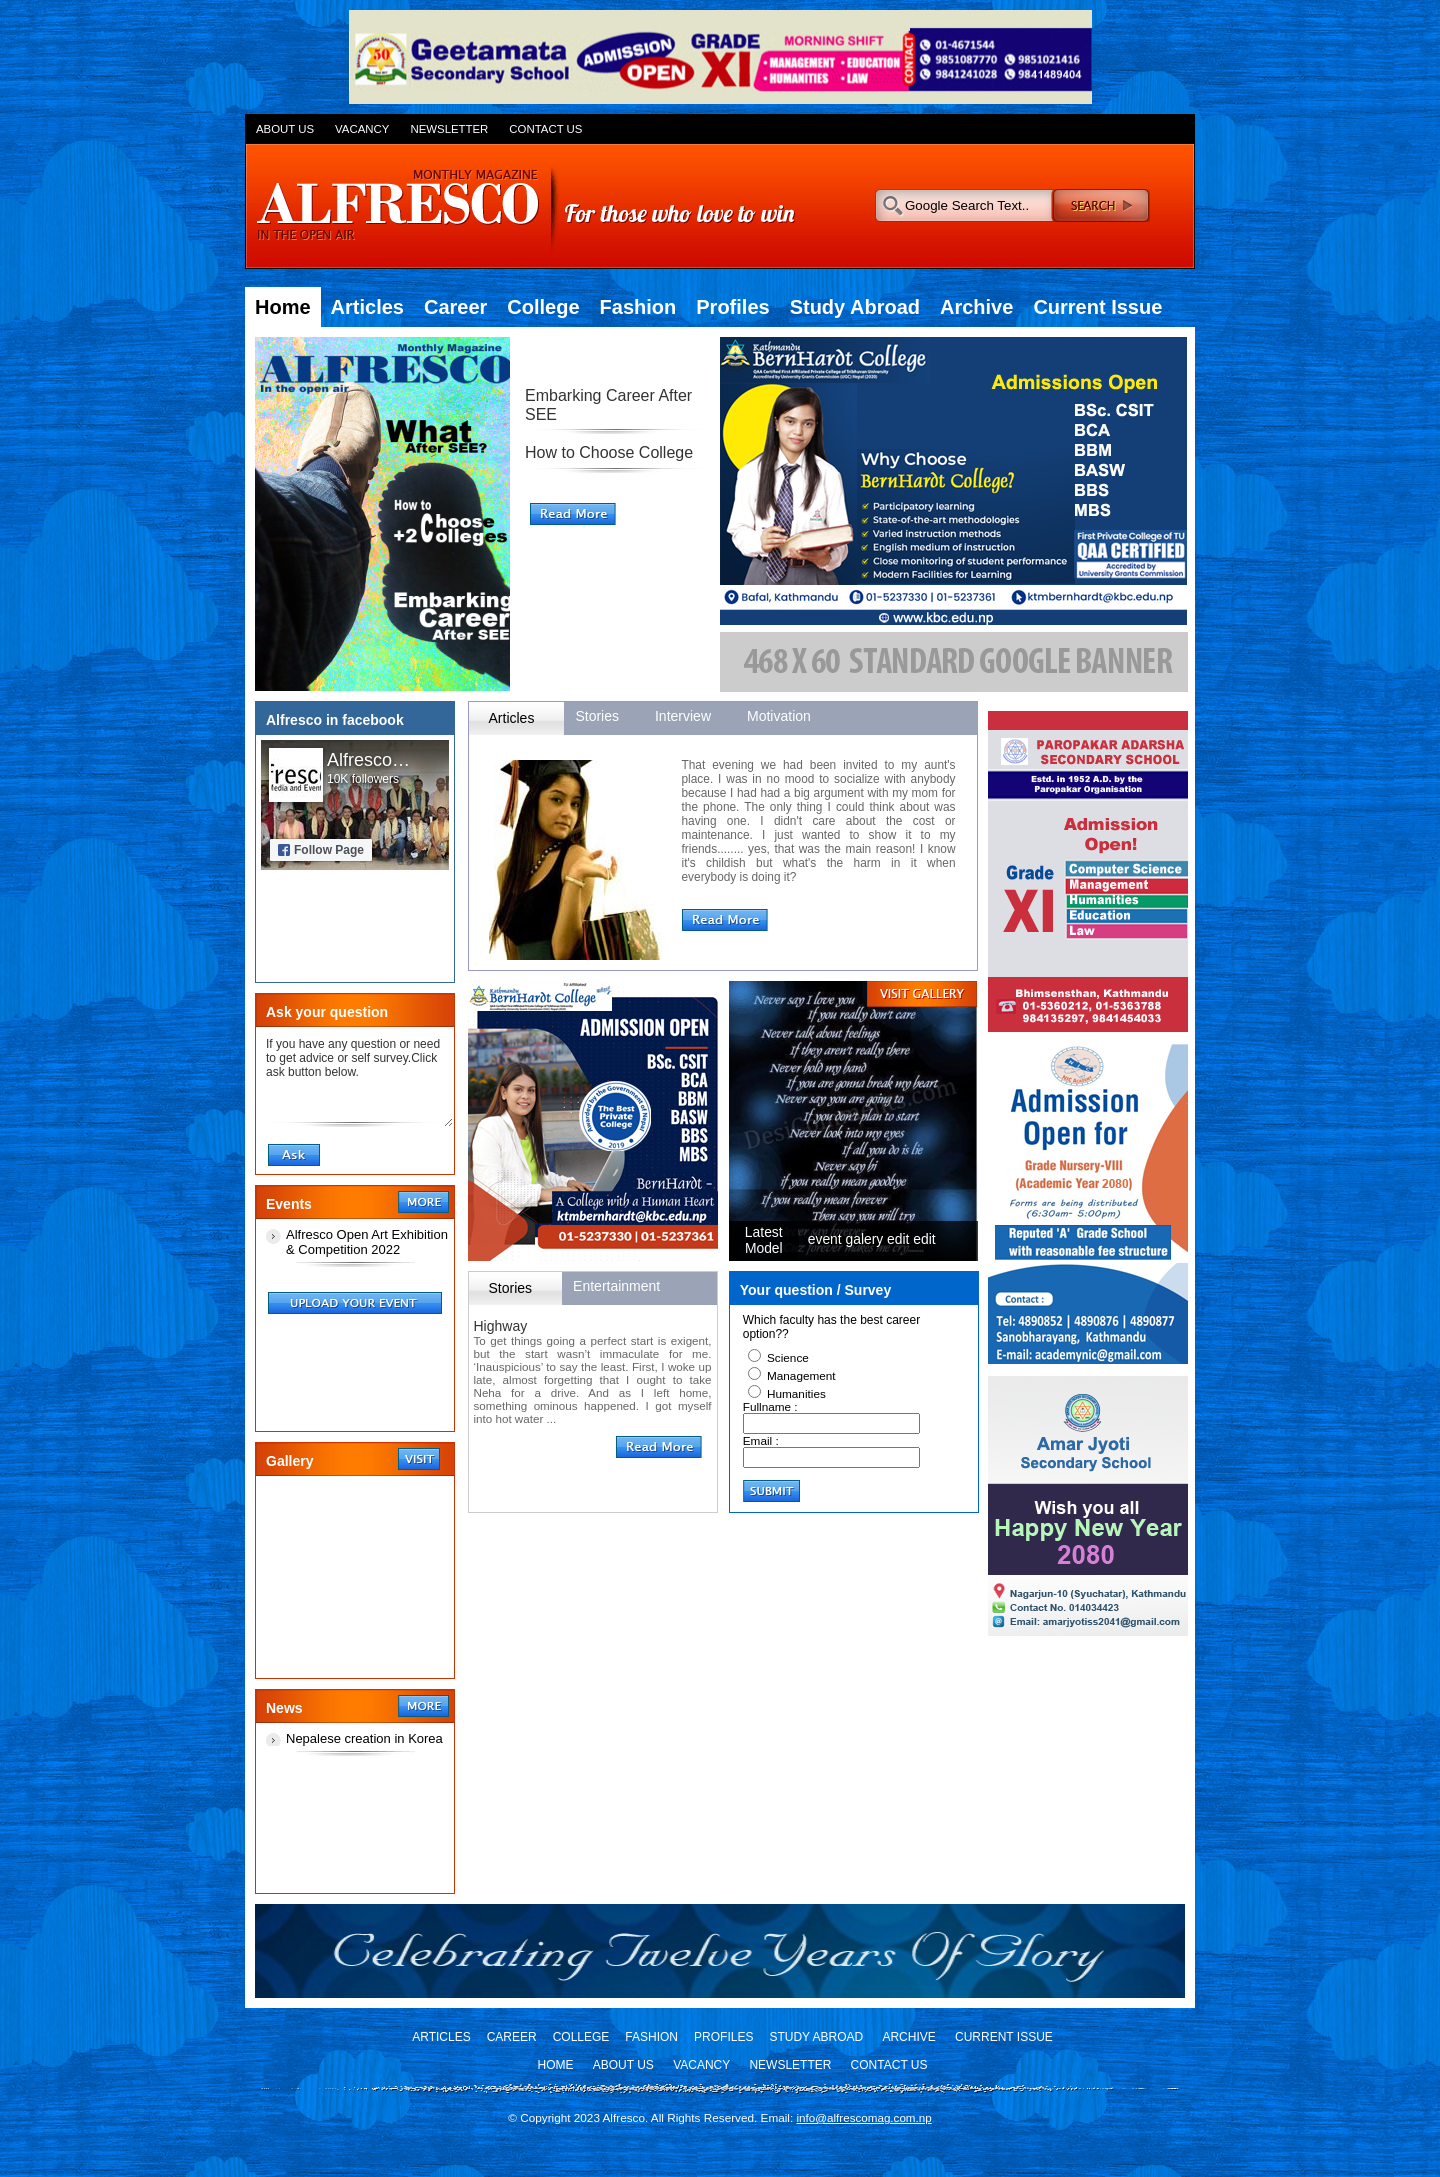 Geetamata
Secondary School
ADMISSION
OPEN
GRADE
XI
MORNING SHIFT
• MANAGEMENT • EDUCATION
• HUMANITIES • LAW
CONTACT
01-4671544
9851087770 9851021416
9841241028 9841489404
ABOUT US VACANCY NEWSLETTER CONTACT US
MONTHLY MAGAZINE
ALFRESCO
IN THE OPEN AIR
For those who love to win
Google Search Text..
SEARCH
Home Articles Career College Fashion Profiles Study Abroad Archive Current Issue
Monthly Magazine
ALFRESCO
In the open air
What
After SEE?
How to
Choose
+2 Colleges
Embarking
Career
After SEE
Embarking Career After
SEE
How to Choose College
Read More
Kathmandu
BernHardt College
QAA Certified First Affiliated Private College of Tribhuvan University
Accredited by University Grants Commission (UGC) Nepal (2020)
Admissions Open
BSc. CSIT
BCA
BBM
BASW
BBS
MBS
Why Choose
BernHardt College?
Participatory learning
State-of-the-art methodologies
Varied instruction methods
English medium of instruction
Close monitoring of student performance
Modern Facilities for Learning
First Private College of TU
QAA CERTIFIED
Accredited by
University Grants Commission
Bafal, Kathmandu 01-5237330 | 01-5237361 ktmbernhardt@kbc.edu.np
www.kbc.edu.np
468 X 60 STANDARD GOOGLE BANNER
Alfresco in facebook
Alfresco…
10K followers
fresco
Media and Event
Follow Page
Articles Stories Interview Motivation
That evening we had been invited to my aunt's
place. I was in no mood to socialize with anybody
because I had had a big argument with my mom for
the phone. The only thing I could think about was
having one. I didn't care about the cost or
maintenance. I just wanted to show it to my
friends........ yes, that was the main reason! I know
it's childish but what's the harm in it when
everybody is doing it?
Read More
PAROPAKAR ADARSHA
SECONDARY SCHOOL
Estd. in 1952 A.D. by the
Paropakar Organisation
Admission
Open!
Grade
XI
Computer Science
Management
Humanities
Education
Law
Bhimsensthan, Kathmandu
01-5360212, 01-5363788
984135297, 9841454033
Ask your question
If you have any question or need
to get advice or self survey.Click
ask button below.
Ask
Kathmandu
BernHardt College
ADMISSION OPEN
BSc. CSIT
BCA
BBM
BASW
BBS
MBS
Awarded by the Government of Nepal
The Best
Private
College
2019
BernHardt -
A College with a Human Heart
ktmbernhardt@kbc.edu.np
01-5237330 | 01-5237361
VISIT GALLERY
Never say I love you
If you really don't care
Never talk about feelings
If they aren't really there
Never hold my hand
If you are gonna break my heart
Never say you are going to
If you don't plan to start
Never look into my eyes
If all you do is lie
Never say hi
if you really mean goodbye
If you really mean forever
Then say you will try
Latest
Model
event galery edit edit
Admission
Open for
Grade Nursery-VIII
(Academic Year 2080)
Forms are being distributed
(6:30am- 5:00pm)
Reputed 'A' Grade School
with reasonable fee structure
Contact :
Tel: 4890852 | 4890876 | 4890877
Sanobharayang, Kathmandu
E-mail: academynic@gmail.com
Events
MORE
Alfresco Open Art Exhibition
& Competition 2022
UPLOAD YOUR EVENT
Stories Entertainment
Highway
To get things going a perfect start is exigent,
but the start wasn't immaculate for me.
'Inauspicious' to say the least. First, I woke up
late, almost forgetting that I ought to take
Neha for a drive. And as I left home,
something ominous happened. I got myself
into hot water ...
Read More
Your question / Survey
Which faculty has the best career
option??
Science
Management
Humanities
Fullname :
Email :
SUBMIT
Amar Jyoti
Secondary School
Wish you all
Happy New Year
2080
Nagarjun-10 (Syuchatar), Kathmandu
Contact No. 014034423
Email: amarjyotiss2041@gmail.com
Gallery
VISIT
News
MORE
Nepalese creation in Korea
Celebrating Twelve Years Of Glory
ARTICLES CAREER COLLEGE FASHION PROFILES STUDY ABROAD ARCHIVE CURRENT ISSUE
HOME ABOUT US VACANCY NEWSLETTER CONTACT US
© Copyright 2023 Alfresco. All Rights Reserved. Email: info@alfrescomag.com.np